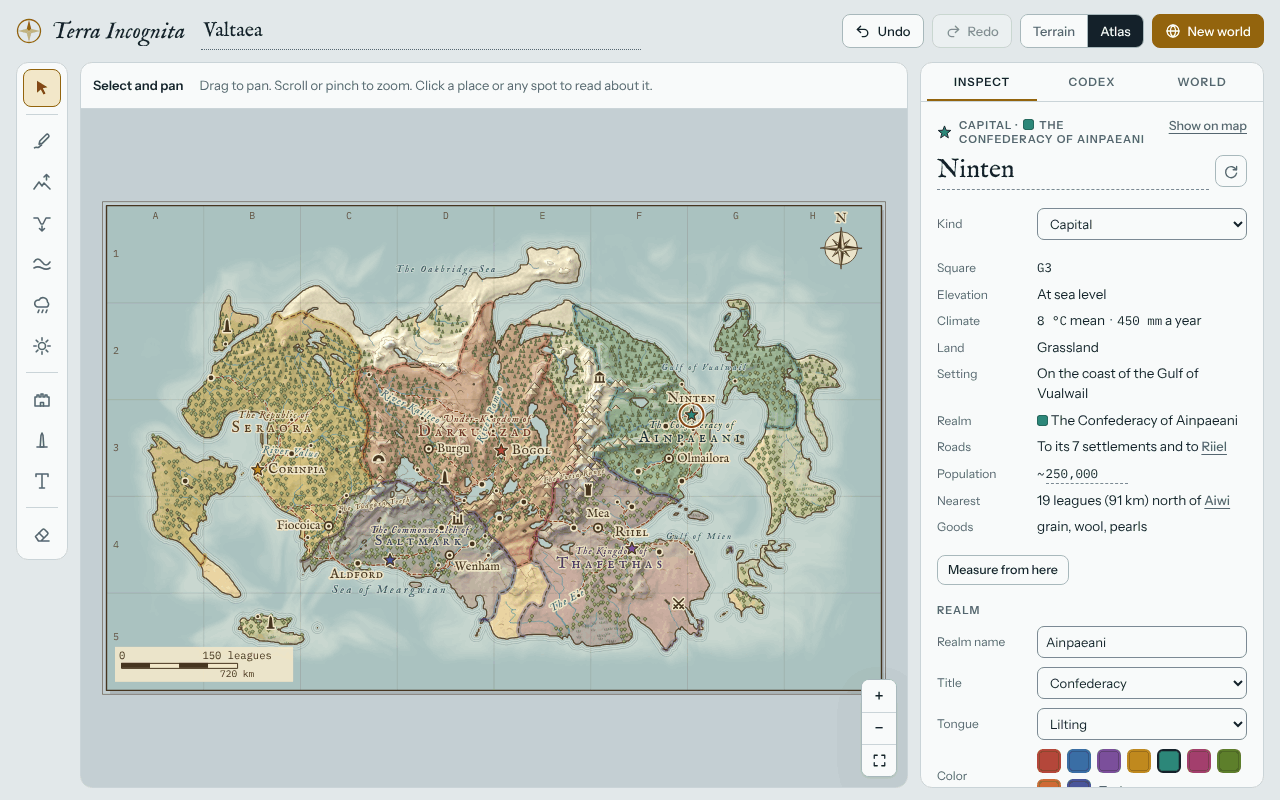 Terra Incognita
Valtaea
Undo
Redo
Terrain
Atlas
New world
Select and pan
Drag to pan. Scroll or pinch to zoom. Click a place or any spot to read about it.
INSPECT
CODEX
WORLD
CAPITAL · THE
CONFEDERACY OF AINPAEANI
Show on map
Ninten
Kind
Capital
Square
G3
Elevation
At sea level
Climate
8 °C mean · 450 mm a year
Land
Grassland
Setting
On the coast of the Gulf of
Vualwail
Realm
The Confederacy of Ainpaeani
Roads
To its 7 settlements and to Riiel
Population
~250,000
Nearest
19 leagues (91 km) north of Aiwi
Goods
grain, wool, pearls
Measure from here
REALM
Realm name
Ainpaeani
Title
Confederacy
Tongue
Lilting
Color
A B C D E F G H
N
1
2
3
4
5
The Oakbridge Sea
Gulf of Vualwail
NINTEN
The Confederacy of
AINPAEANI
Olmailora
The Republic of
SERAORA
CORINPIA
Fiocoica
DARKUSZAD
Burgu
BOGOL
The Commonwealth of
SALTMARK
ALDFORD
Wenham
Sea of Meargwian
Mea
RIIEL
Gulf of Mien
The Kingdom of
THAFETHAS
0
150 leagues
720 km
+
−